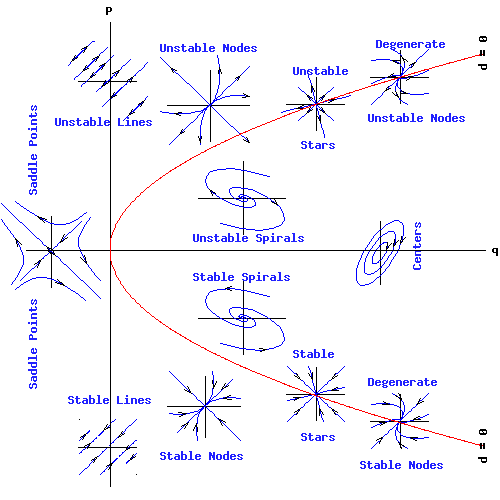 P
Unstable Nodes
Degenerate
d = 0
Unstable
Unstable Lines
Unstable Nodes
Stars
Saddle Points
Unstable Spirals
Centers
q
Stable Spirals
Saddle Points
Stable
Degenerate
Stable Lines
Stars
d = 0
Stable Nodes
Stable Nodes